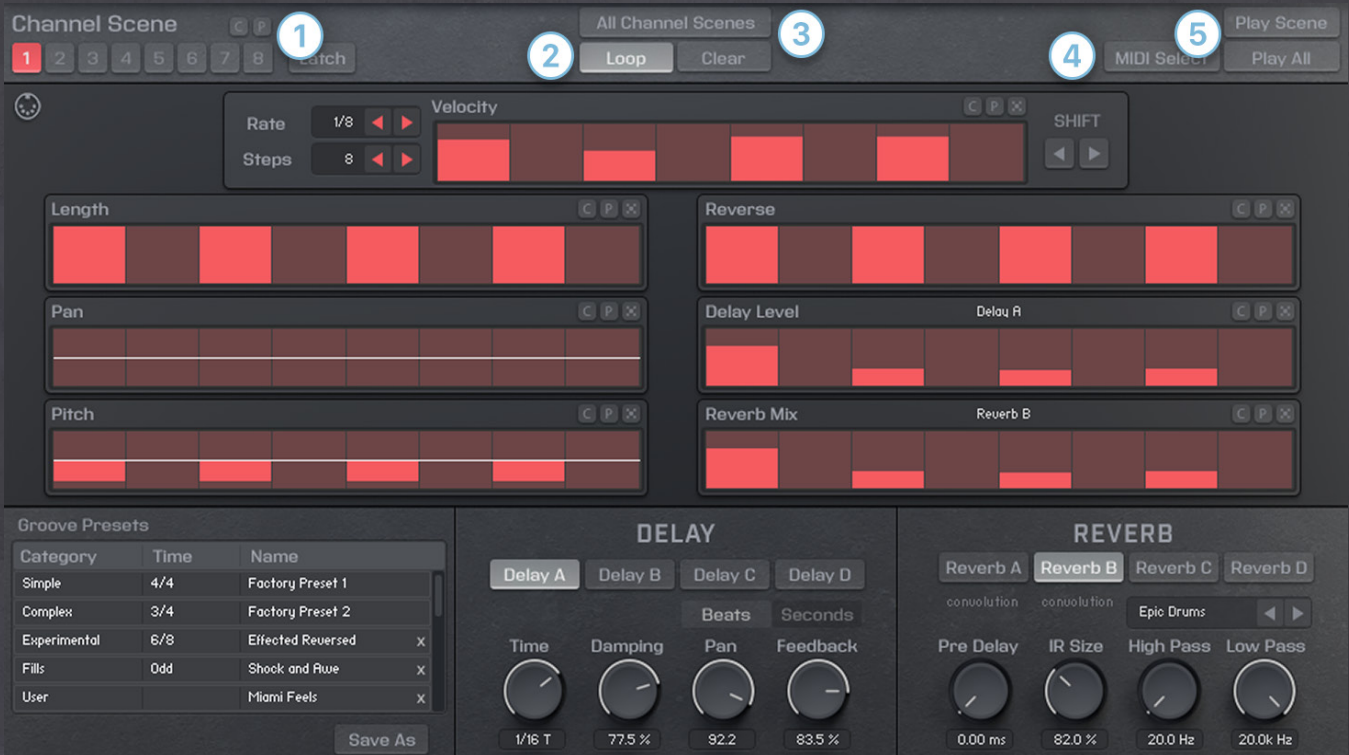 Channel Scene C P 1 All Channel Scenes 3 5 Play Scene
1 2 3 4 5 6 7 8 Latch 2 Loop Clear 4 MIDI Select Play All
Velocity C P
Rate 1/8 SHIFT
Steps 8
Length C P
Reverse C P
Pan C P
Delay Level Delay A C P
Pitch C P
Reverb Mix Reverb B C P
Groove Presets
Category Time Name
Simple 4/4 Factory Preset 1
Complex 3/4 Factory Preset 2
Experimental 6/8 Effected Reversed x
Fills Odd Shock and Awe x
User Miami Feels x
Save As
DELAY
Delay A Delay B Delay C Delay D
Beats Seconds
Time Damping Pan Feedback
1/16 T 77.5 % 92.2 83.5 %
REVERB
Reverb A Reverb B Reverb C Reverb D
convolution convolution Epic Drums
Pre Delay IR Size High Pass Low Pass
0.00 ms 82.0 % 20.0 Hz 20.0k Hz